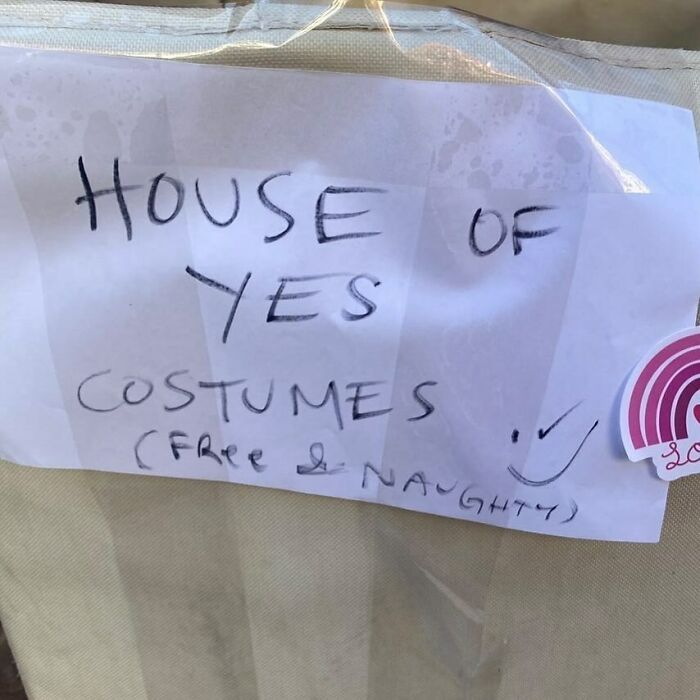 HOUSE OF
YES
COSTUMES
(FRee & NAUGHTY)